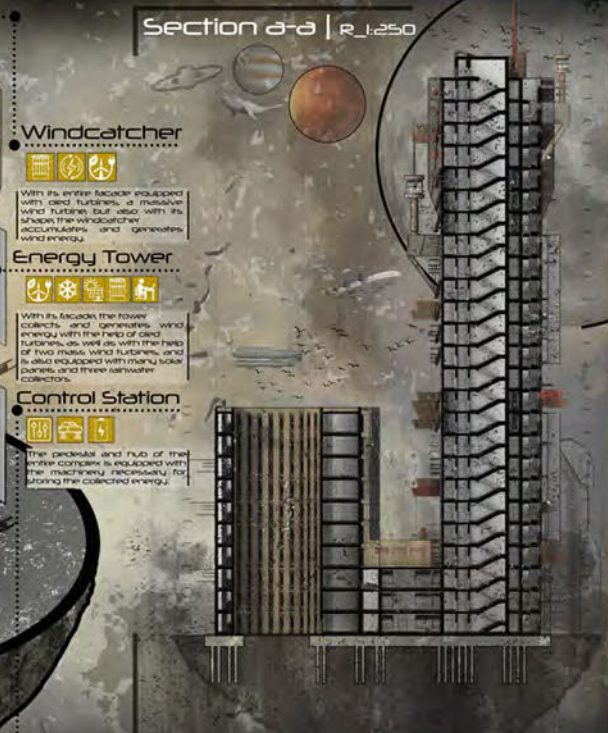 Section a-a | R_1:250
Windcatcher
With its entire facade equipped
with oled turbines, a massive
wind turbine, but also with its
shape, the windcatcher
accumulates and generates
wind energy.
Energy Tower
With its facade, the tower
collects and generates wind
energy with the help of oled
turbines, as well as with the help
of two mass wind turbines, and
is also equipped with many solar
panels and three rainwater
collectors.
Control Station
The pedestal and hub of the
entire complex is equipped with
the machinery necessary for
storing the collected energy.